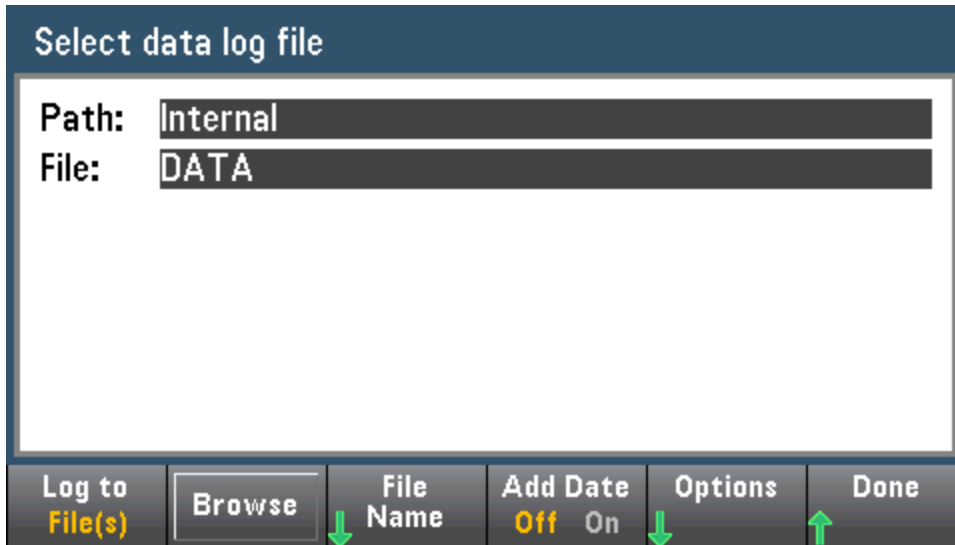 Select data log file
Path: Internal
File: DATA
Log to File(s)
Browse
File Name
Add Date Off On
Options
Done